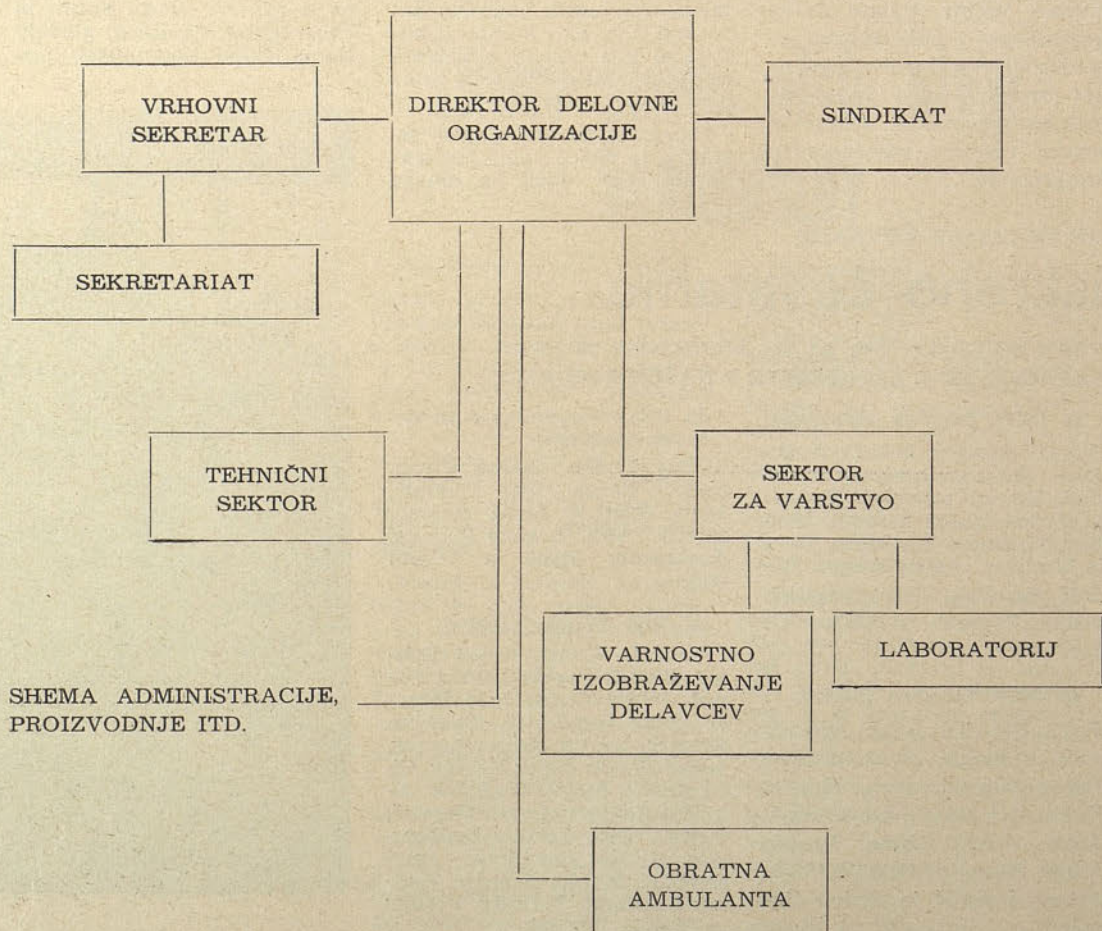 VRHOVNI
SEKRETAR
DIREKTOR DELOVNE
ORGANIZACIJE
SINDIKAT
SEKRETARIAT
TEHNIČNI
SEKTOR
SEKTOR
ZA VARSTVO
VARNOSTNO
IZOBRAŽEVANJE
DELAVCEV
LABORATORIJ
SHEMA ADMINISTRACIJE,
PROIZVODNJE ITD.
OBRATNA
AMBULANTA